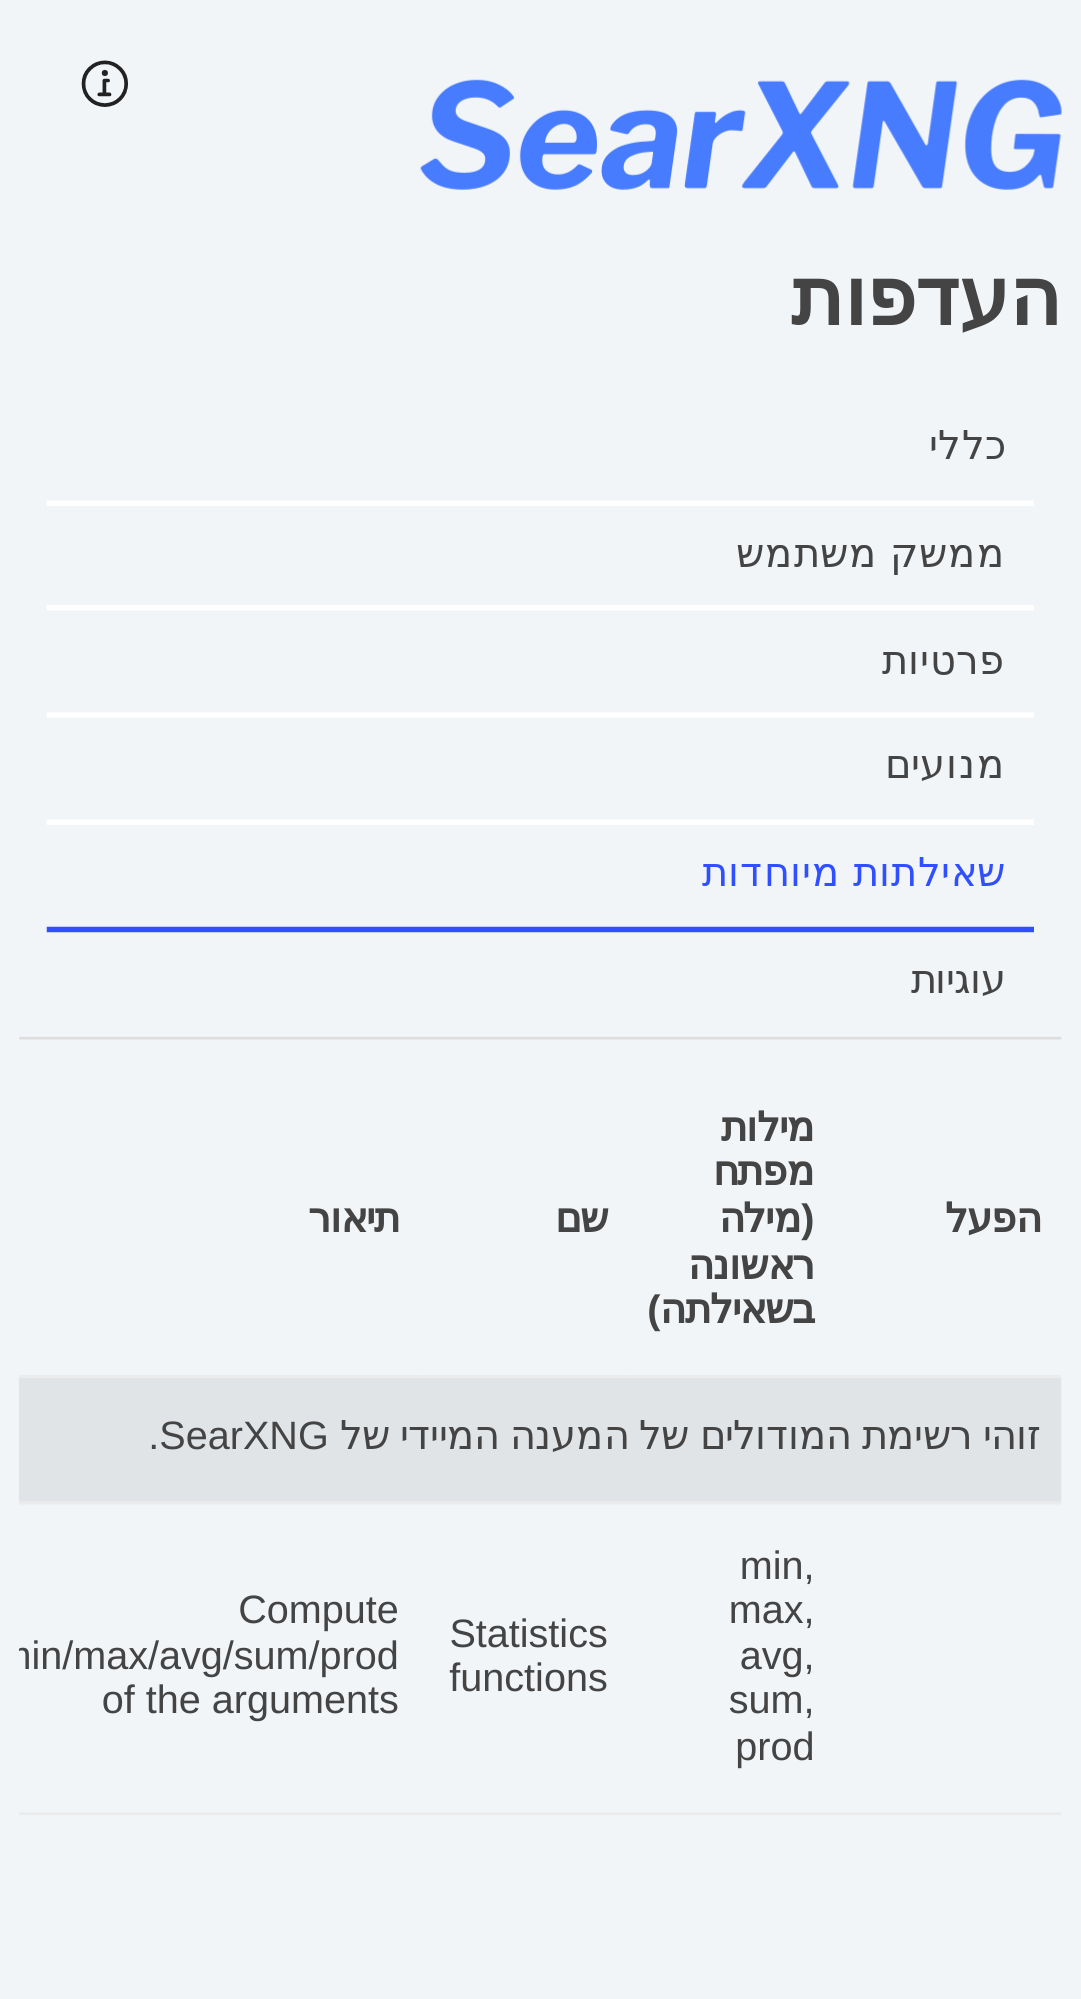 SearXNG
העדפות
כללי
ממשק משתמש
פרטיות
מנועים
שאילתות מיוחדות
עוגיות
הפעל
מילות
מפתח
(מילה
ראשונה
בשאילתה)
שם
תיאור
זוהי רשימת המודולים של המענה המיידי של SearXNG.
min,
max,
avg,
sum,
prod
Statistics
functions
Compute
in/max/avg/sum/prod
of the arguments